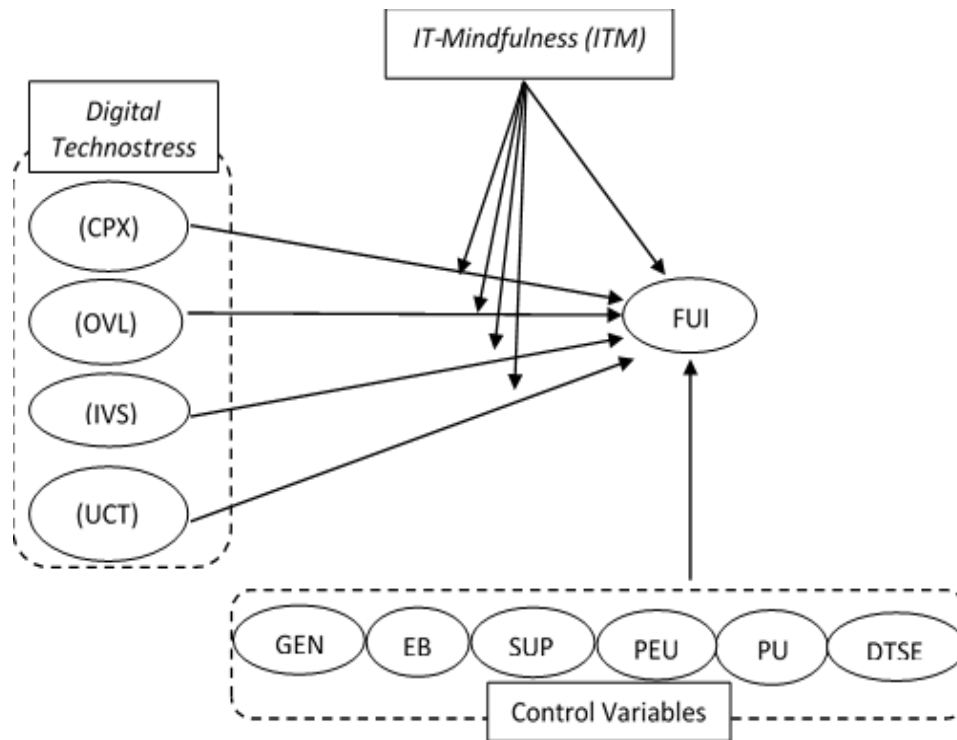 IT-Mindfulness (ITM)
Digital
Technostress
(CPX)
(OVL)
(IVS)
(UCT)
FUI
GEN
EB
SUP
PEU
PU
DTSE
Control Variables